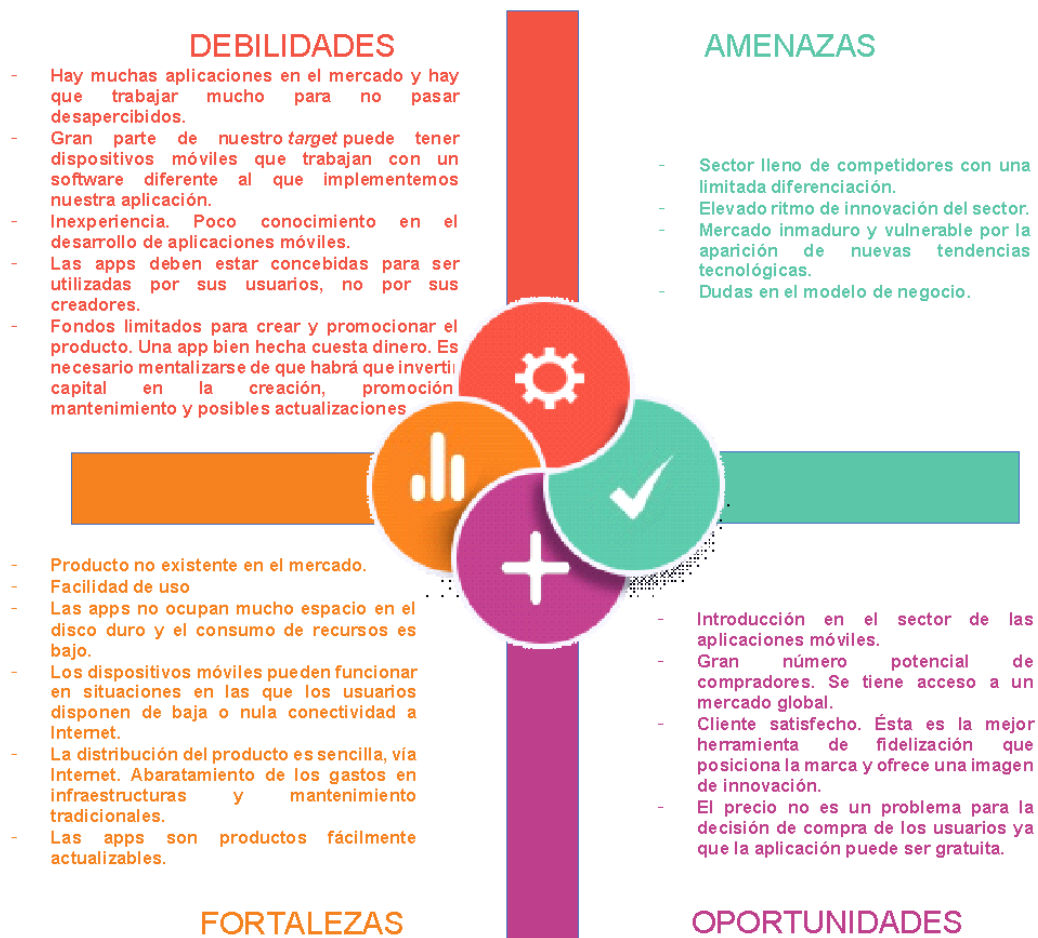 DEBILIDADES
- Hay muchas aplicaciones en el mercado y hay
que trabajar mucho para no pasar
desapercibidos.
- Gran parte de nuestro target puede tener
dispositivos móviles que trabajan con un
software diferente al que implementemos
nuestra aplicación.
- Inexperiencia. Poco conocimiento en el
desarrollo de aplicaciones móviles.
- Las apps deben estar concebidas para ser
utilizadas por sus usuarios, no por sus
creadores.
- Fondos limitados para crear y promocionar el
producto. Una app bien hecha cuesta dinero. Es
necesario mentalizarse de que habrá que invertir
capital en la creación, promoción
mantenimiento y posibles actualizaciones
AMENAZAS
- Sector lleno de competidores con una
limitada diferenciación.
- Elevado ritmo de innovación del sector.
- Mercado inmaduro y vulnerable por la
aparición de nuevas tendencias
tecnológicas.
- Dudas en el modelo de negocio.
- Producto no existente en el mercado.
- Facilidad de uso
- Las apps no ocupan mucho espacio en el
disco duro y el consumo de recursos es
bajo.
- Los dispositivos móviles pueden funcionar
en situaciones en las que los usuarios
disponen de baja o nula conectividad a
Internet.
- La distribución del producto es sencilla, vía
Internet. Abaratamiento de los gastos en
infraestructuras y mantenimiento
tradicionales.
- Las apps son productos fácilmente
actualizables.
FORTALEZAS
- Introducción en el sector de las
aplicaciones móviles.
- Gran número potencial de
compradores. Se tiene acceso a un
mercado global.
- Cliente satisfecho. Ésta es la mejor
herramienta de fidelización que
posiciona la marca y ofrece una imagen
de innovación.
- El precio no es un problema para la
decisión de compra de los usuarios ya
que la aplicación puede ser gratuita.
OPORTUNIDADES